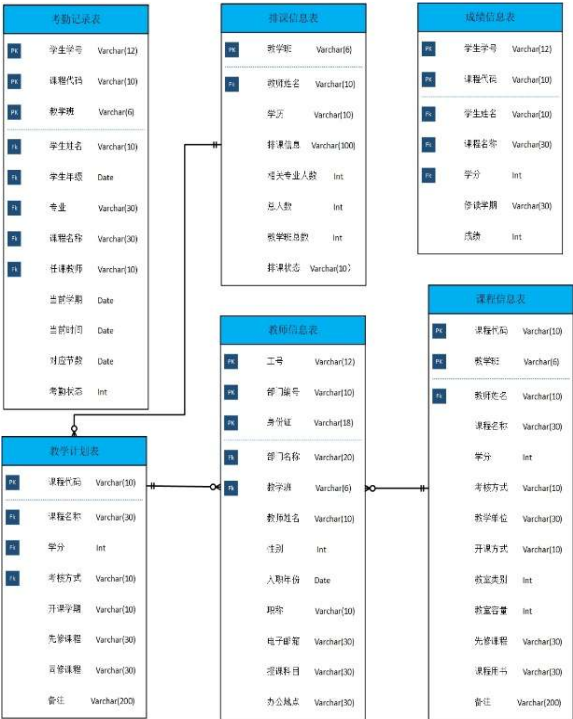 考勤记录表
PK 学生学号 Varchar(12)
PK 课程代码 Varchar(10)
PK 教学班 Varchar(6)
Fk 学生姓名 Varchar(10)
Fk 学生年级 Date
Fk 专业 Varchar(30)
Fk 课程名称 Varchar(30)
Fk 任课教师 Varchar(10)
当前学期 Date
当前时间 Date
对应节数 Date
考勤状态 Int
排课信息表
PK 教学班 Varchar(6)
Fk 教师姓名 Varchar(10)
学历 Varchar(10)
排课信息 Varchar(100)
相关专业人数 Int
总人数 Int
教学班总数 Int
排课状态 Varchar(10)
成绩信息表
PK 学生学号 Varchar(12)
PK 课程代码 Varchar(10)
Fk 学生姓名 Varchar(10)
Fk 课程名称 Varchar(30)
Fk 学分 Int
修读学期 Varchar(30)
成绩 Int
教学计划表
PK 课程代码 Varchar(10)
Fk 课程名称 Varchar(30)
Fk 学分 Int
Fk 考核方式 Varchar(10)
开课学期 Varchar(10)
先修课程 Varchar(30)
同修课程 Varchar(30)
备注 Varchar(200)
教师信息表
PK 工号 Varchar(12)
PK 部门编号 Varchar(10)
PK 身份证 Varchar(18)
Fk 部门名称 Varchar(20)
Fk 教学班 Varchar(6)
教师姓名 Varchar(10)
性别 Int
入职年份 Date
职称 Varchar(10)
电子邮箱 Varchar(30)
授课科目 Varchar(30)
办公地点 Varchar(30)
课程信息表
PK 课程代码 Varchar(10)
PK 教学班 Varchar(6)
Fk 教师姓名 Varchar(10)
课程名称 Varchar(30)
学分 Int
考核方式 Varchar(10)
教学单位 Varchar(30)
开课方式 Varchar(10)
教室类别 Int
教室容量 Int
先修课程 Varchar(30)
课程用书 Varchar(30)
备注 Varchar(200)